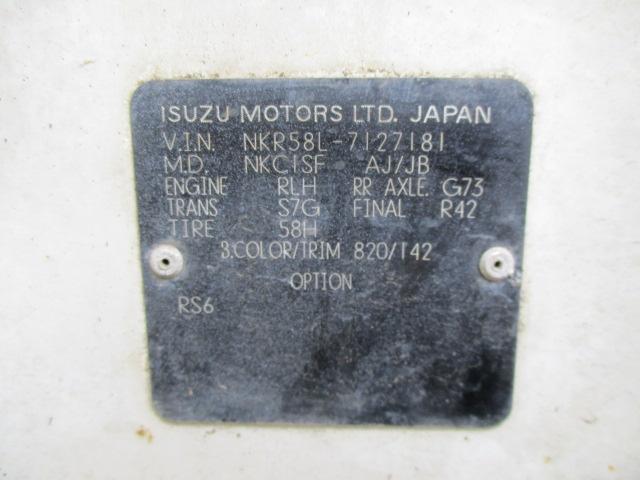 ISUZU MOTORS LTD. JAPAN
V.I.N. NKR58L-7127181
M.D. NKC1SF AJ/JB
ENGINE RLH RR AXLE. G73
TRANS S7G FINAL R42
TIRE 58H
B.COLOR/TRIM 820/142
OPTION
RS6